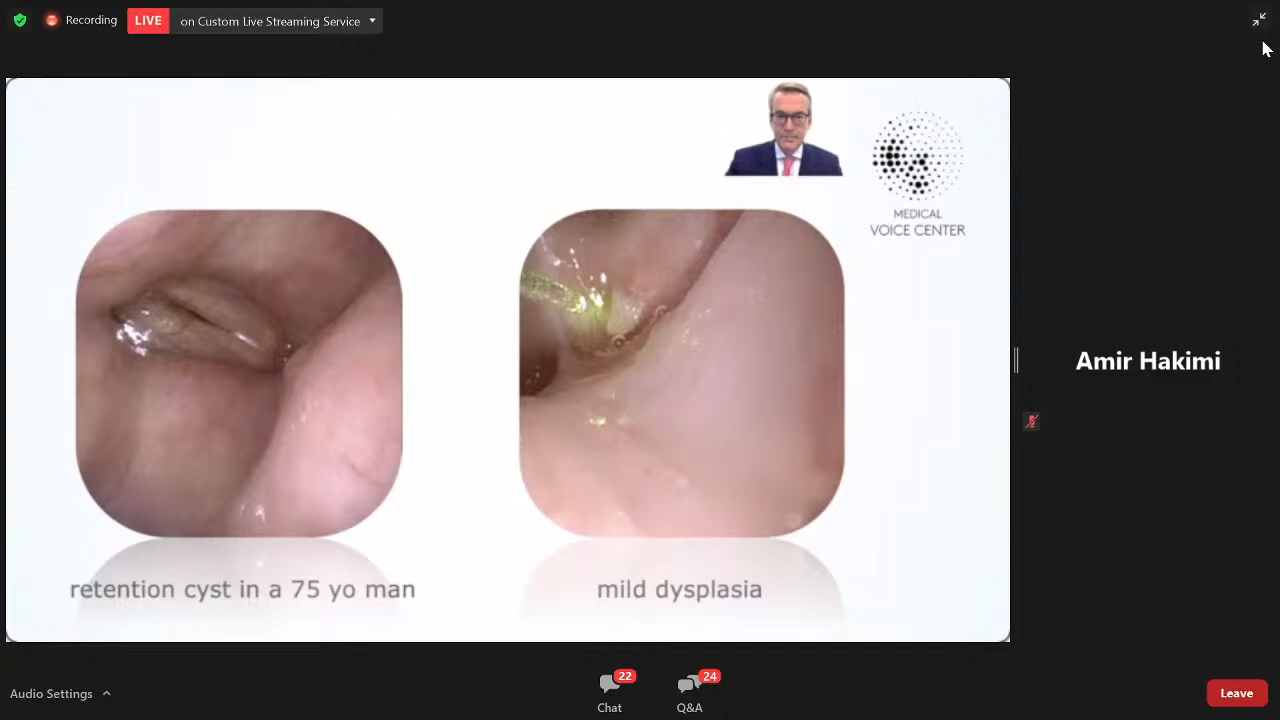 Recording
LIVE
on Custom Live Streaming Service
MEDICAL
VOICE CENTER
Amir Hakimi
retention cyst in a 75 yo man
mild dysplasia
Audio Settings
22
Chat
24
Q&A
Leave